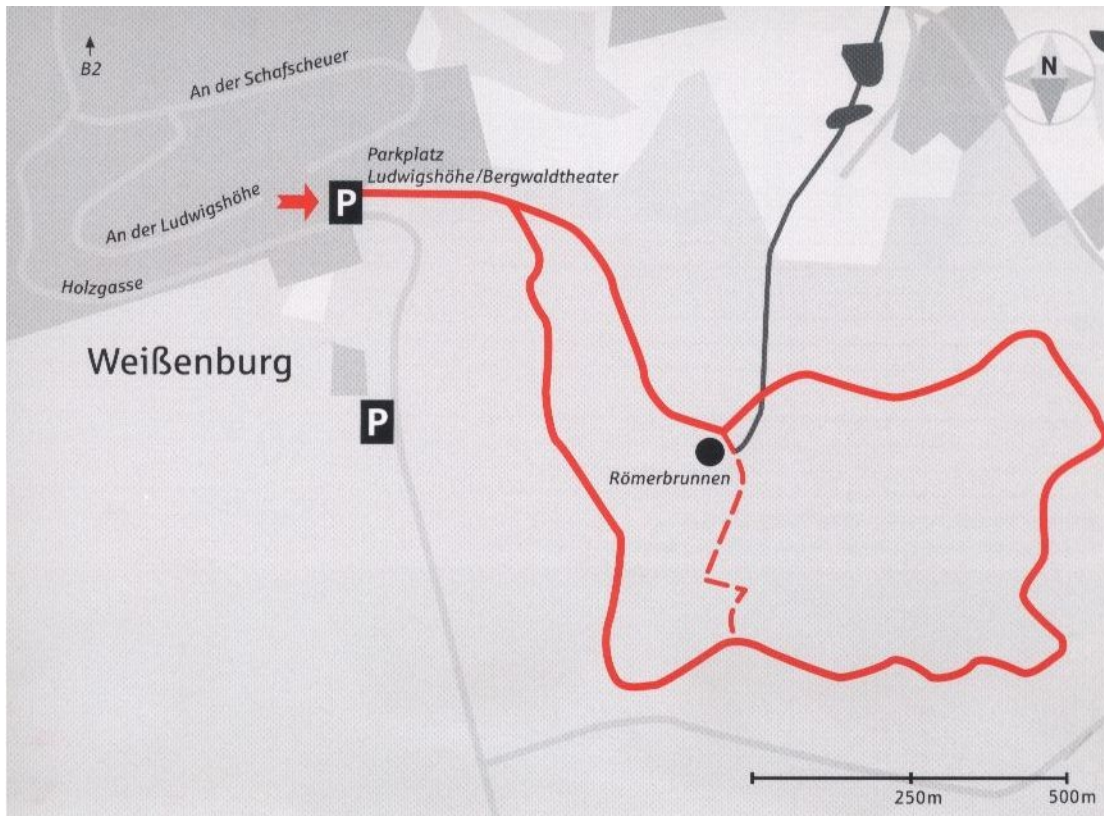 B2
An der Schafscheuer
N
Parkplatz
Ludwigshöhe/Bergwaldtheater
P
An der Ludwigshöhe
Holzgasse
Weißenburg
P
Römerbrunnen
250m
500m